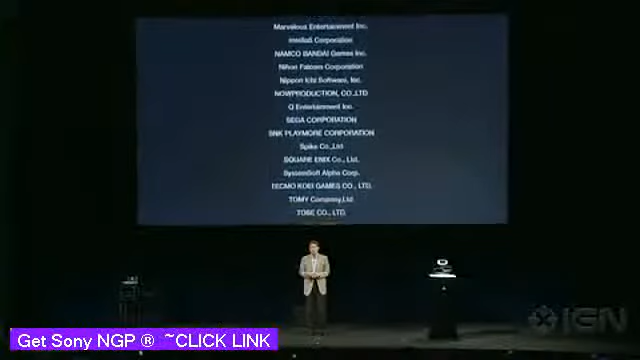 Marvelous Entertainment Inc.
mediaS Corporation
NAMCO BANDAI Games Inc.
Nihon Falcom Corporation
Nippon Ichi Software, Inc.
NOWPRODUCTION, CO.,LTD
Q Entertainment Inc.
SEGA CORPORATION
SNK PLAYMORE CORPORATION
Spike Co.,Ltd
SQUARE ENIX Co., Ltd.
SystemSoft Alpha Corp.
TECMO KOEI GAMES CO., LTD.
TOMY Company,Ltd
TOSE CO., LTD.
IGN
Get Sony NGP ® ~CLICK LINK